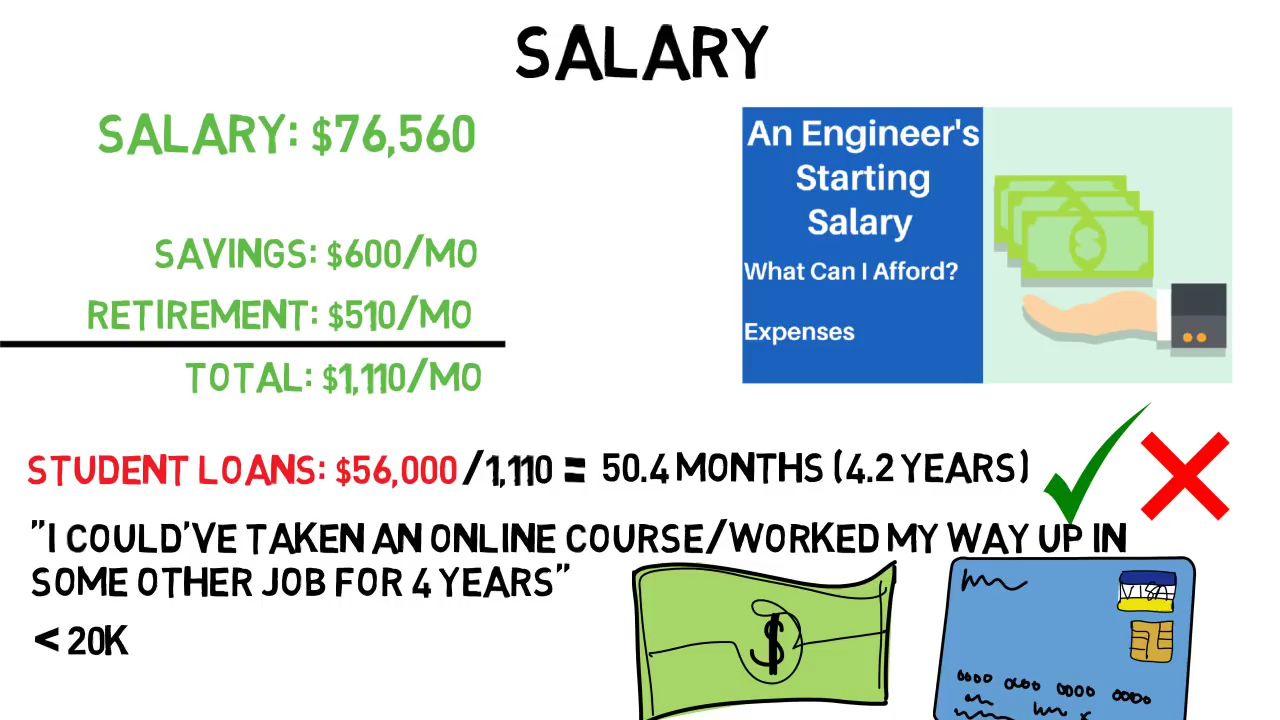 SALARY
SALARY: $76,560
SAVINGS: $600/MO
RETIREMENT: $510/MO
TOTAL: $1,110/MO
An Engineer's
Starting
Salary
What Can I Afford?
Expenses
STUDENT LOANS: $56,000 /1,110 = 50.4 MONTHS (4.2 YEARS)
"I COULD'VE TAKEN AN ONLINE COURSE/WORKED MY WAY UP IN
SOME OTHER JOB FOR 4 YEARS"
< 20K
$
VISA